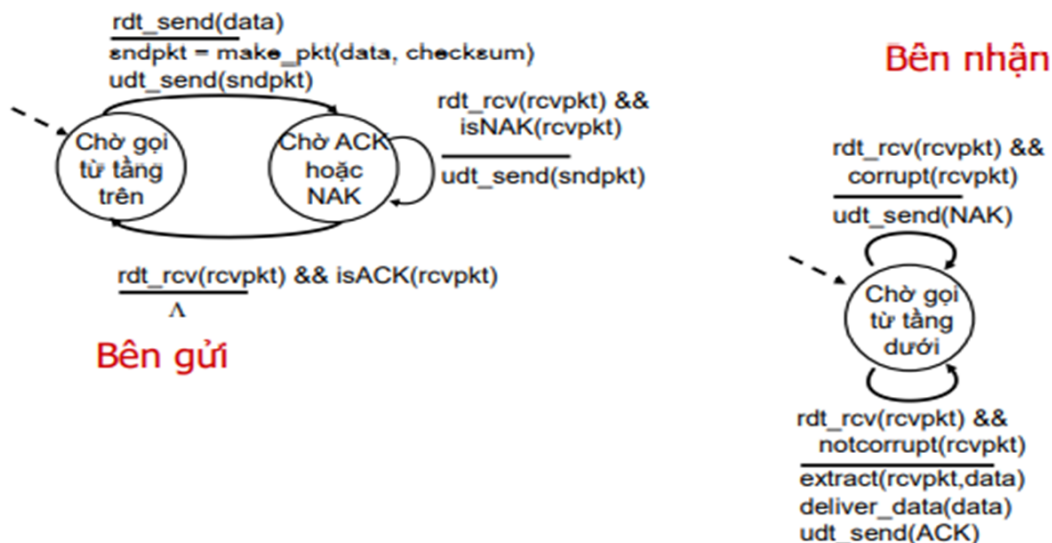 rdt_send(data)
sndpkt = make_pkt(data, checksum)
udt_send(sndpkt)
Chờ gọi
từ tầng
trên
Chờ ACK
hoặc
NAK
rdt_rcv(rcvpkt) &&
isNAK(rcvpkt)
udt_send(sndpkt)
rdt_rcv(rcvpkt) && isACK(rcvpkt)
Λ
Bên gửi
Bên nhận
rdt_rcv(rcvpkt) &&
corrupt(rcvpkt)
udt_send(NAK)
Chờ gọi
từ tầng
dưới
rdt_rcv(rcvpkt) &&
notcorrupt(rcvpkt)
extract(rcvpkt,data)
deliver_data(data)
udt_send(ACK)